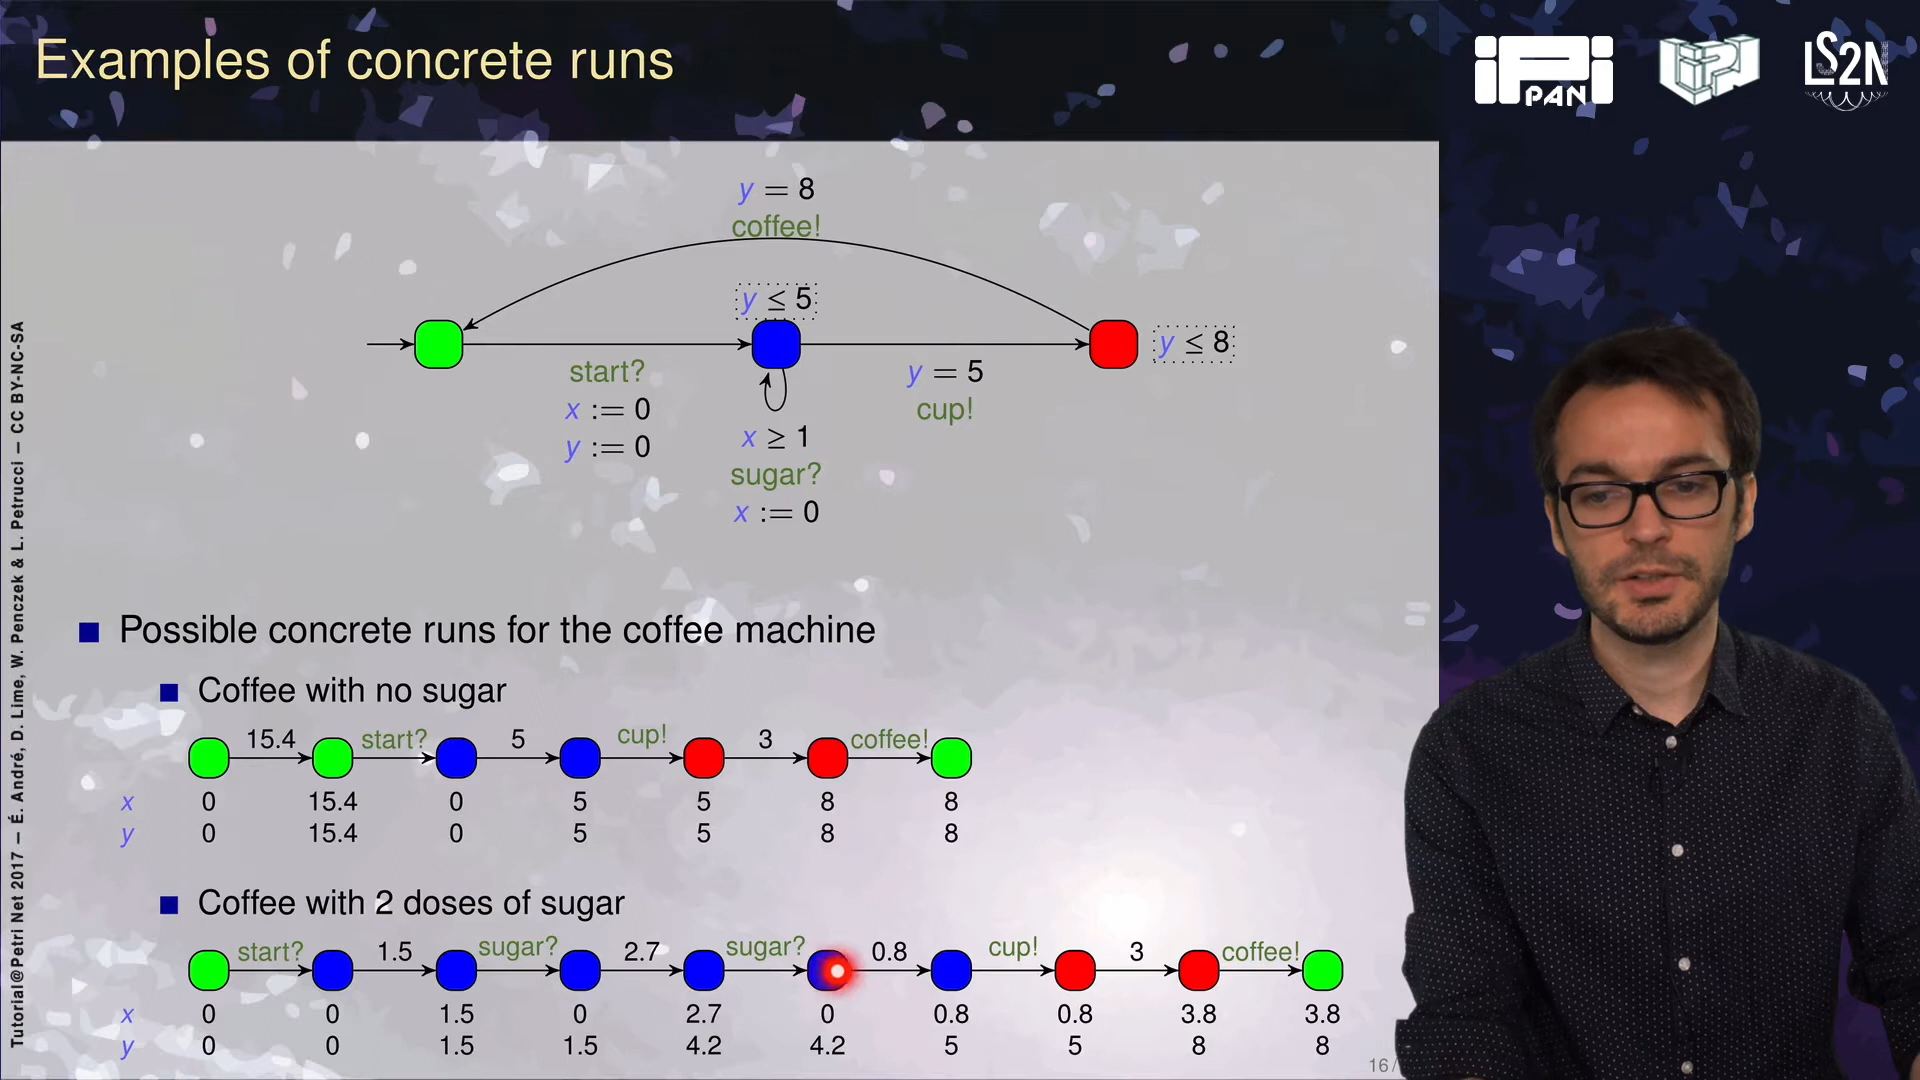 Examples of concrete runs
iPi PAN
LIPN
LS2N
y = 8
coffee!
y ≤ 5
y ≤ 8
start?
x := 0
y := 0
y = 5
cup!
x ≥ 1
sugar?
x := 0
Tutorial@Petri Net 2017 – É. André, D. Lime, W. Penczek & L. Petrucci – CC BY-NC-SA
Possible concrete runs for the coffee machine
Coffee with no sugar
15.4 start? 5 cup! 3 coffee!
x 0 15.4 0 5 5 8 8
y 0 15.4 0 5 5 8 8
Coffee with 2 doses of sugar
start? 1.5 sugar? 2.7 sugar? 0.8 cup! 3 coffee!
x 0 0 1.5 0 2.7 0 0.8 0.8 3.8 3.8
y 0 0 1.5 1.5 4.2 4.2 5 5 8 8
16/